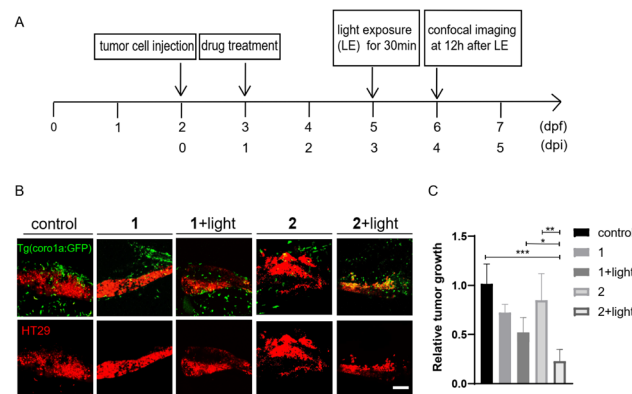 A
tumor cell injection
drug treatment
light exposure
(LE) for 30min
confocal imaging
at 12h after LE
0 1 2 3 4 5 6 7 (dpf)
0 1 2 3 4 5 (dpi)
B
control 1 1+light 2 2+light
Tg(coro1a:GFP)
HT29
C
Relative tumor growth
1.5
1.0
0.5
0.0
**
*
***
control
1
1+light
2
2+light